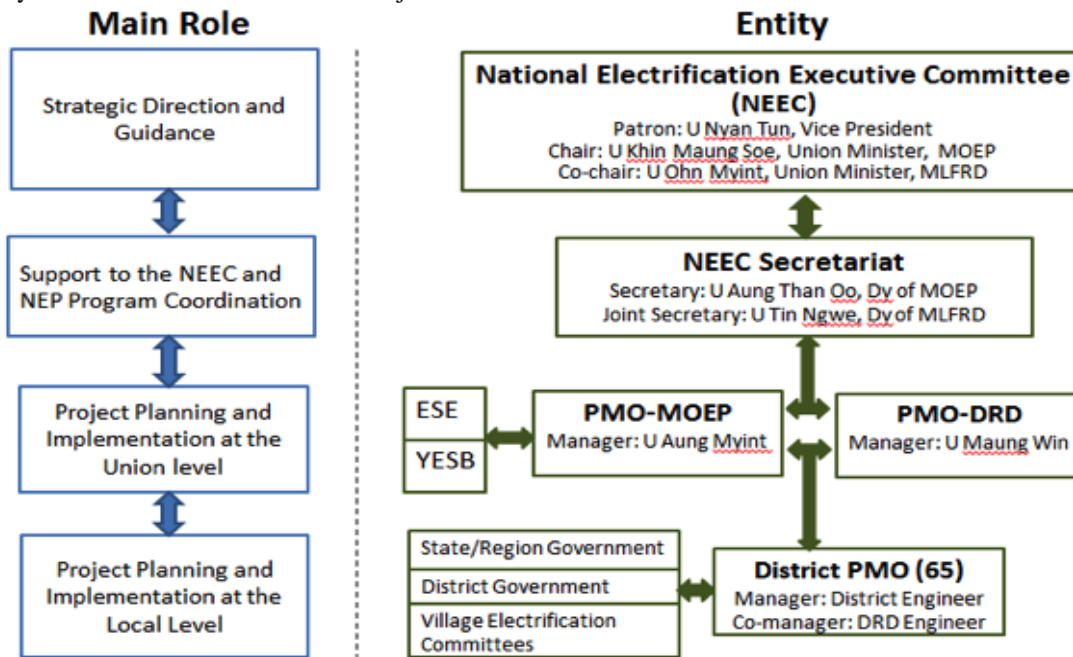 Main Role
Strategic Direction and
Guidance
Support to the NEEC and
NEP Program Coordination
Project Planning and
Implementation at the
Union level
Project Planning and
Implementation at the
Local Level
Entity
National Electrification Executive Committee
(NEEC)
Patron: U Nyan Tun, Vice President
Chair: U Khin Maung Soe, Union Minister, MOEP
Co-chair: U Ohn Myint, Union Minister, MLFRD
NEEC Secretariat
Secretary: U Aung Than Oo, Dy of MOEP
Joint Secretary: U Tin Ngwe, Dy of MLFRD
ESE
YESB
PMO-MOEP
Manager: U Aung Myint
PMO-DRD
Manager: U Maung Win
State/Region Government
District Government
Village Electrification
Committees
District PMO (65)
Manager: District Engineer
Co-manager: DRD Engineer